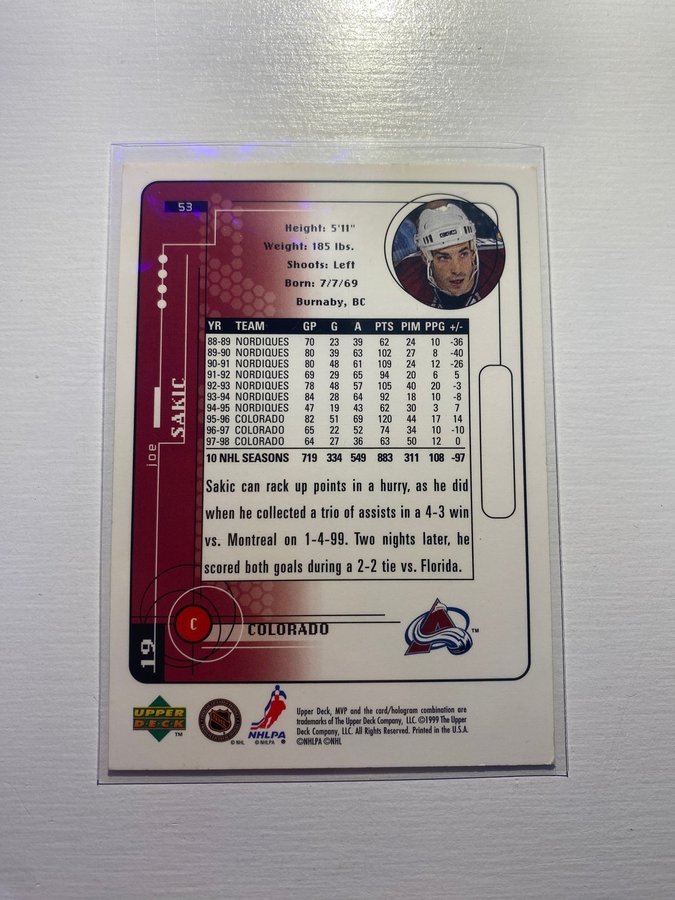 53
Height: 5'11"
Weight: 185 lbs.
Shoots: Left
Born: 7/7/69
Burnaby, BC
joe
SAKIC
YR TEAM GP G A PTS PIM PPG +/-
88-89 NORDIQUES 70 23 39 62 24 10 -36
89-90 NORDIQUES 80 39 63 102 27 8 -40
90-91 NORDIQUES 80 48 61 109 24 12 -26
91-92 NORDIQUES 69 29 65 94 20 6 5
92-93 NORDIQUES 78 48 57 105 40 20 -3
93-94 NORDIQUES 84 28 64 92 18 10 -8
94-95 NORDIQUES 47 19 43 62 30 3 7
95-96 COLORADO 82 51 69 120 44 17 14
96-97 COLORADO 65 22 52 74 34 10 -10
97-98 COLORADO 64 27 36 63 50 12 0
10 NHL SEASONS 719 334 549 883 311 108 -97
Sakic can rack up points in a hurry, as he did
when he collected a trio of assists in a 4-3 win
vs. Montreal on 1-4-99. Two nights later, he
scored both goals during a 2-2 tie vs. Florida.
19
C
COLORADO
A
TM
UPPER
DECK
TM
NHL
© NHL
NHLPA
© NHLPA ®
Upper Deck, MVP and the card/hologram combination are
trademarks of The Upper Deck Company, LLC. ©1999 The Upper
Deck Company, LLC. All Rights Reserved. Printed in the U.S.A.
©NHLPA ©NHL